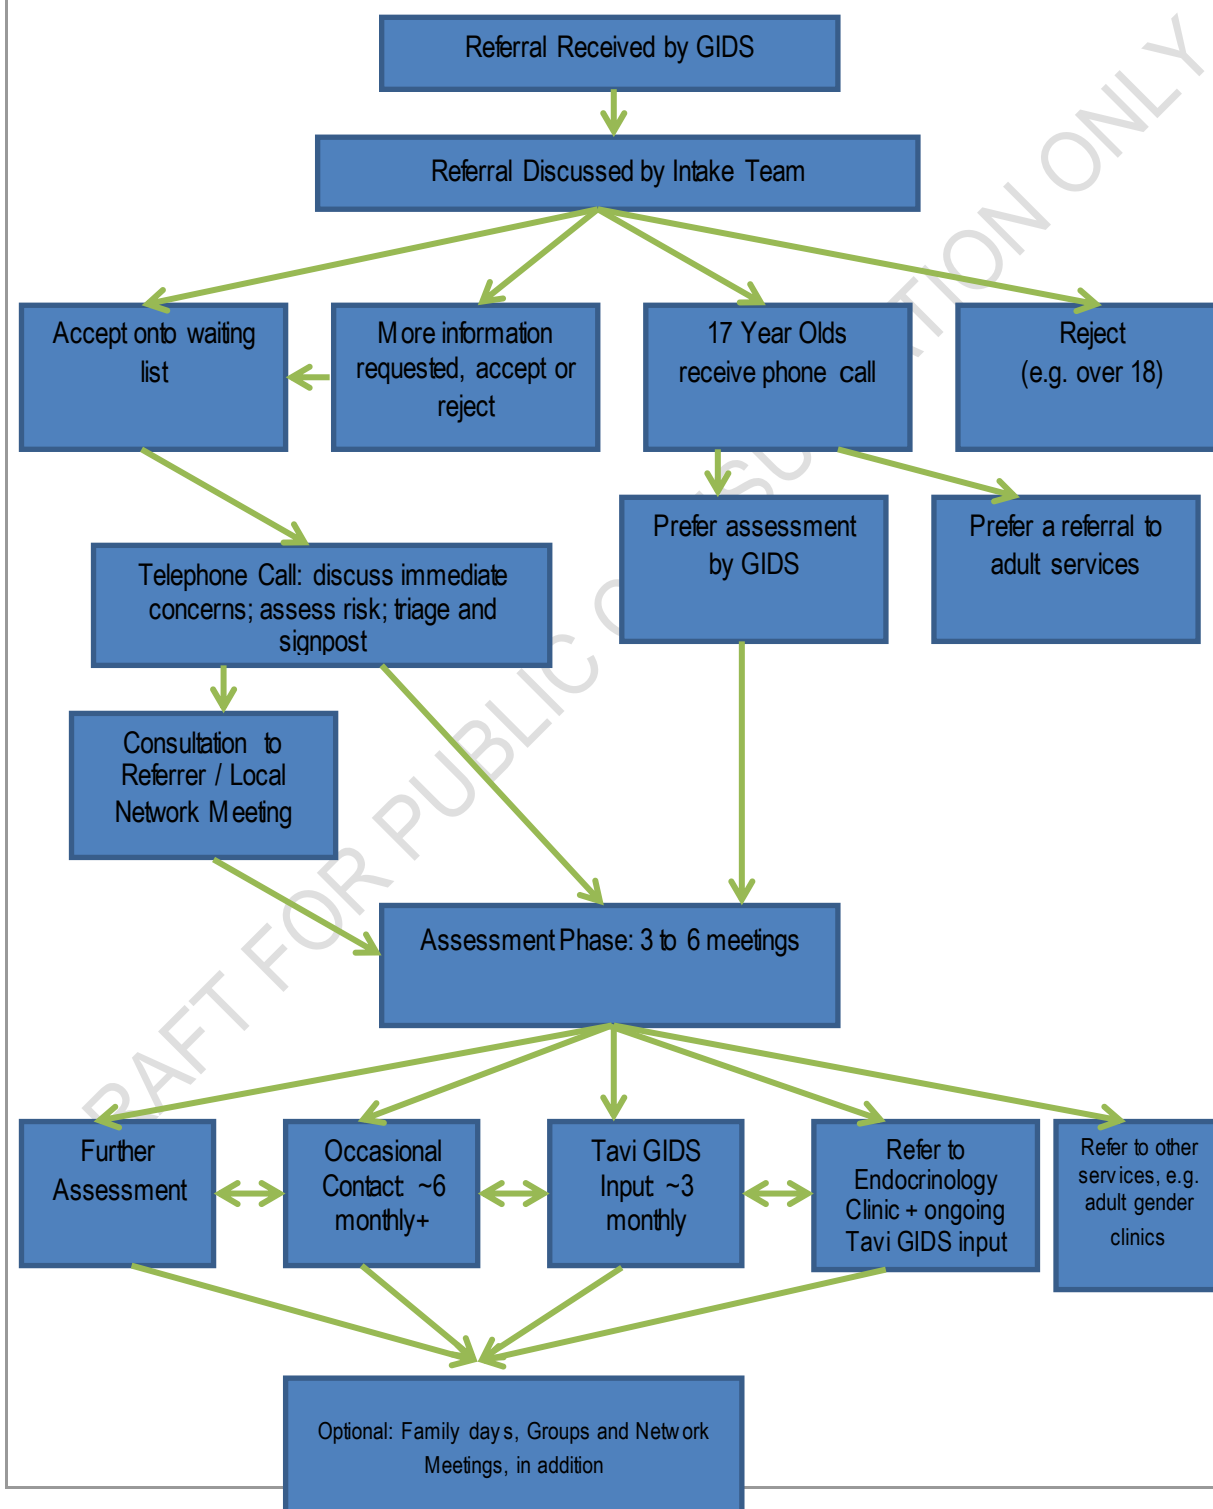 Referral Received by GIDS
Referral Discussed by Intake Team
Accept onto waiting
list
More information
requested, accept or
reject
17 Year Olds
receive phone call
Reject
(e.g. over 18)
Prefer assessment
by GIDS
Prefer a referral to
adult services
Telephone Call: discuss immediate
concerns; assess risk; triage and
signpost
Consultation to
Referrer / Local
Network Meeting
Assessment Phase: 3 to 6 meetings
Further
Assessment
Occasional
Contact: ~6
monthly+
Tavi GIDS
Input: ~3
monthly
Refer to
Endocrinology
Clinic + ongoing
Tavi GIDS input
Refer to other
services, e.g.
adult gender
clinics
Optional: Family days, Groups and Network
Meetings, in addition
RAFT FOR PUBLIC CONSULTATION ONLY